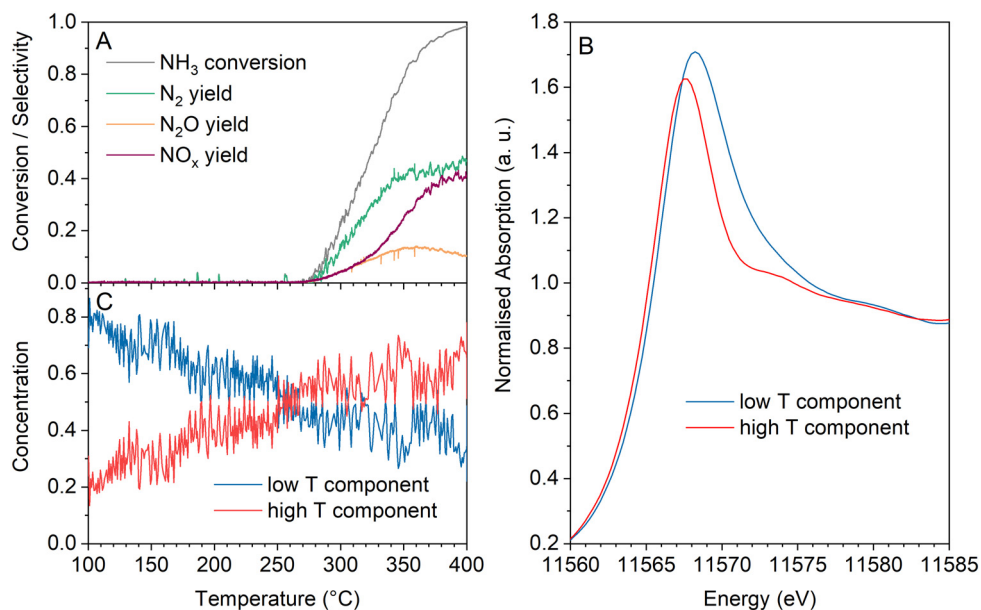 A
NH3 conversion
N2 yield
N2O yield
NOx yield
Conversion / Selectivity
1.0
0.8
0.6
0.4
0.2
0.0
C
low T component
high T component
Concentration
0.8
0.6
0.4
0.2
0.0
100 150 200 250 300 350 400
Temperature (°C)
B
low T component
high T component
Normalised Absorption (a. u.)
1.8
1.6
1.4
1.2
1.0
0.8
0.6
0.4
0.2
11560 11565 11570 11575 11580 11585
Energy (eV)